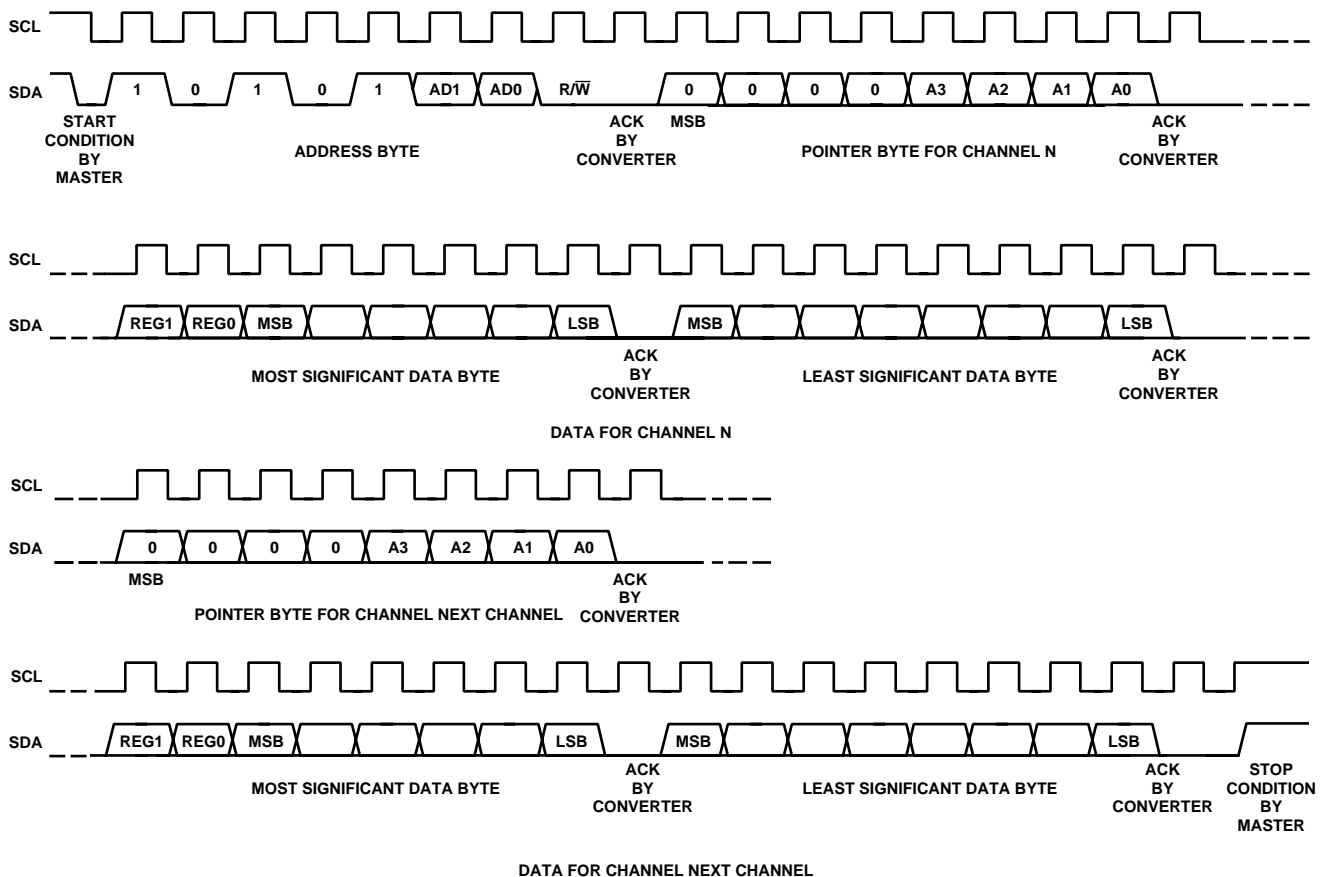 SCL
SDA 1 0 1 0 1 AD1 AD0 R/W̅ 0 0 0 0 A3 A2 A1 A0
START CONDITION BY MASTER
ADDRESS BYTE
ACK BY CONVERTER
MSB
POINTER BYTE FOR CHANNEL N
ACK BY CONVERTER
SCL
SDA REG1 REG0 MSB LSB MSB LSB
MOST SIGNIFICANT DATA BYTE
ACK BY CONVERTER
LEAST SIGNIFICANT DATA BYTE
ACK BY CONVERTER
DATA FOR CHANNEL N
SCL
SDA 0 0 0 0 A3 A2 A1 A0
MSB
POINTER BYTE FOR CHANNEL NEXT CHANNEL
ACK BY CONVERTER
SCL
SDA REG1 REG0 MSB LSB MSB LSB
MOST SIGNIFICANT DATA BYTE
ACK BY CONVERTER
LEAST SIGNIFICANT DATA BYTE
ACK BY CONVERTER
STOP CONDITION BY MASTER
DATA FOR CHANNEL NEXT CHANNEL